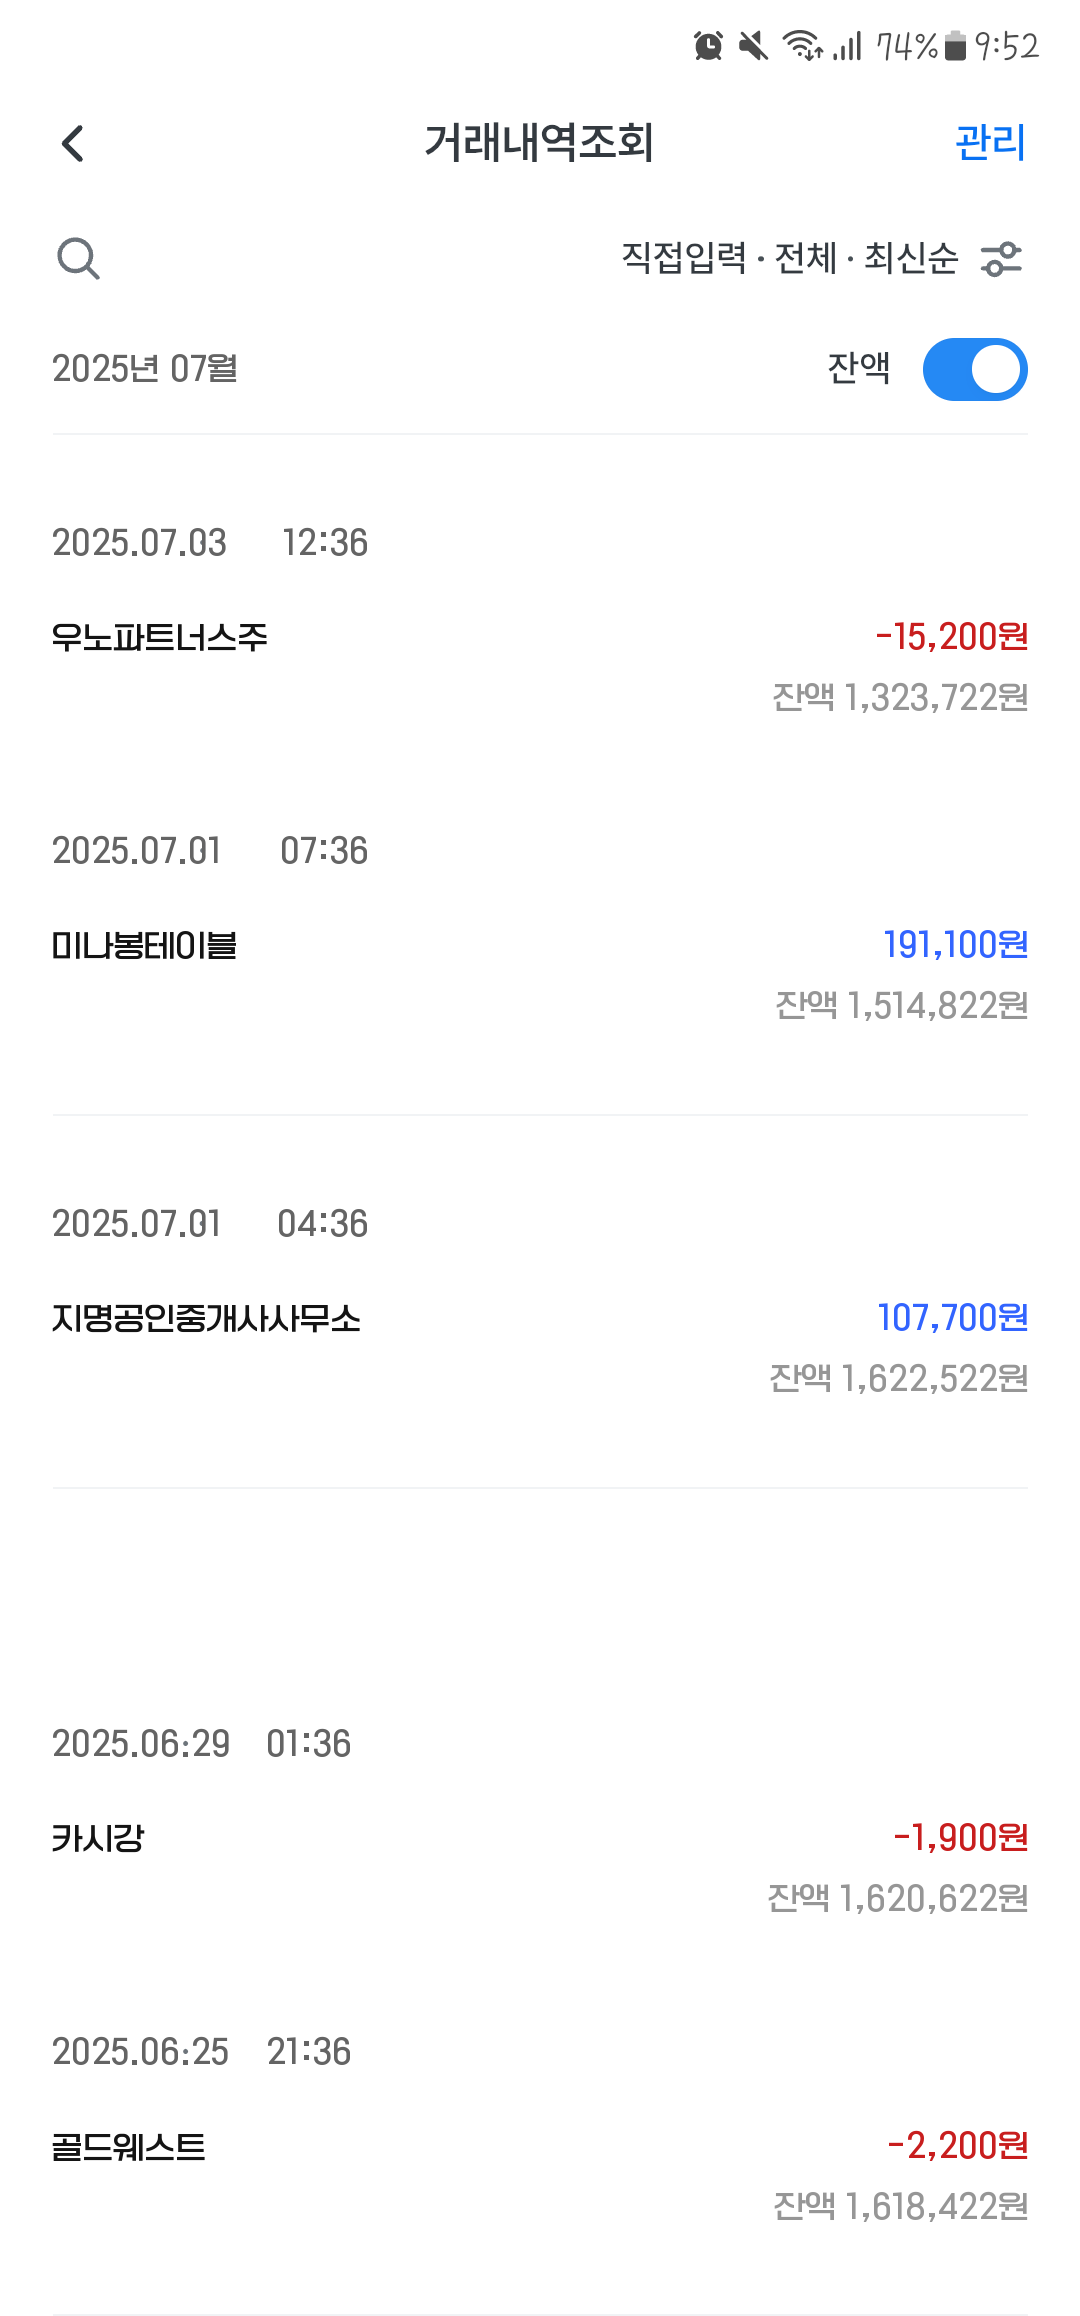 74% 9:52
거래내역조회 관리
직접입력 · 전체 · 최신순
2025년 07월 잔액
2025.07.03 12:36
우노파트너스주 -15,200원
잔액 1,323,722원
2025.07.01 07:36
미나봉테이블 191,100원
잔액 1,514,822원
2025.07.01 04:36
지명공인중개사사무소 107,700원
잔액 1,622,522원
2025.06.29 01:36
카시강 -1,900원
잔액 1,620,622원
2025.06.25 21:36
골드웨스트 -2,200원
잔액 1,618,422원